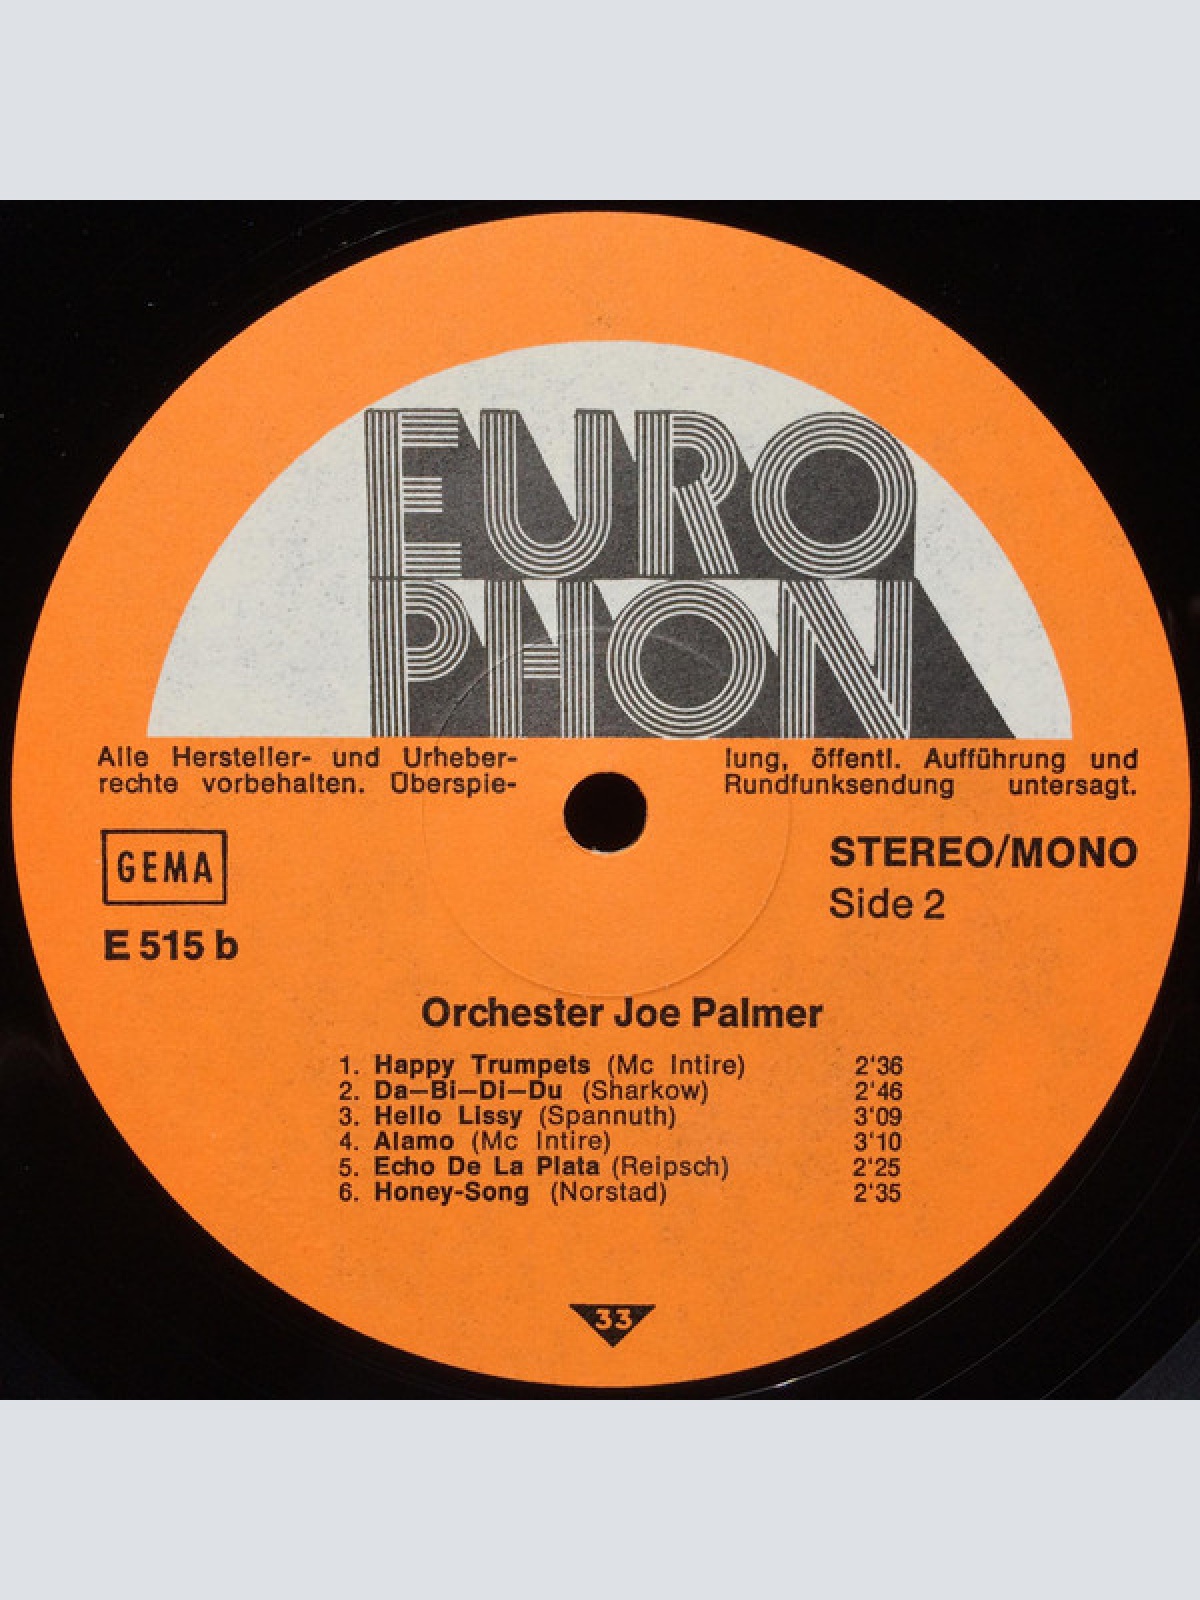 EURO
PHON
Alle Hersteller- und Urheber-
rechte vorbehalten. Überspie-
lung, öffentl. Aufführung und
Rundfunksendung untersagt.
GEMA
E 515 b
STEREO/MONO
Side 2
Orchester Joe Palmer
1. Happy Trumpets (Mc Intire) 2'36
2. Da–Bi–Di–Du (Sharkow) 2'46
3. Hello Lissy (Spannuth) 3'09
4. Alamo (Mc Intire) 3'10
5. Echo De La Plata (Reipsch) 2'25
6. Honey-Song (Norstad) 2'35
33